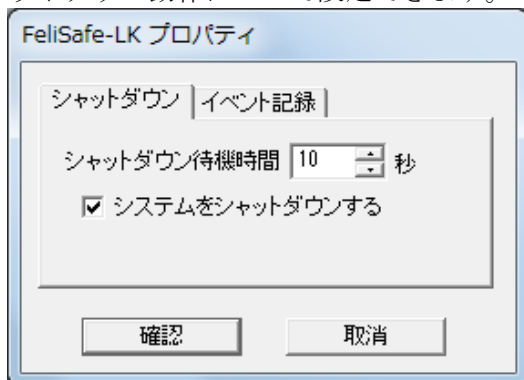 FeliSafe-LK プロパティ
シャットダウン イベント記録
シャットダウン待機時間 10 秒
システムをシャットダウンする
確認 取消